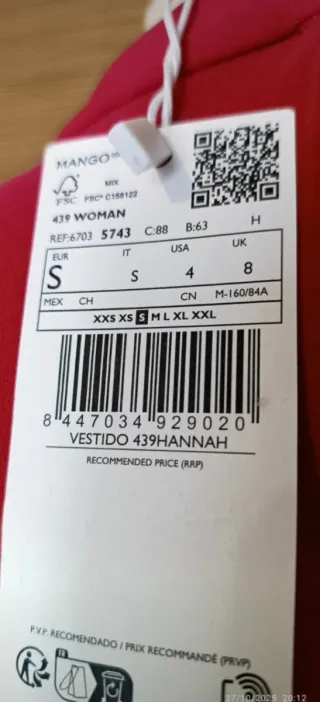 MANGO
MIX
FSC FSC® C158122
439 WOMAN
REF:6703 5743 C:88 B:63 H
EUR IT USA UK
S S 4 8
MEX CH CN M-160/84A
XXS XS S M L XL XXL
8 447034 929020
VESTIDO 439HANNAH
RECOMMENDED PRICE (RRP)
P.V.P. RECOMENDADO / PRIX RECOMMANDÉ (PRVP)
27/10/2025 20:12